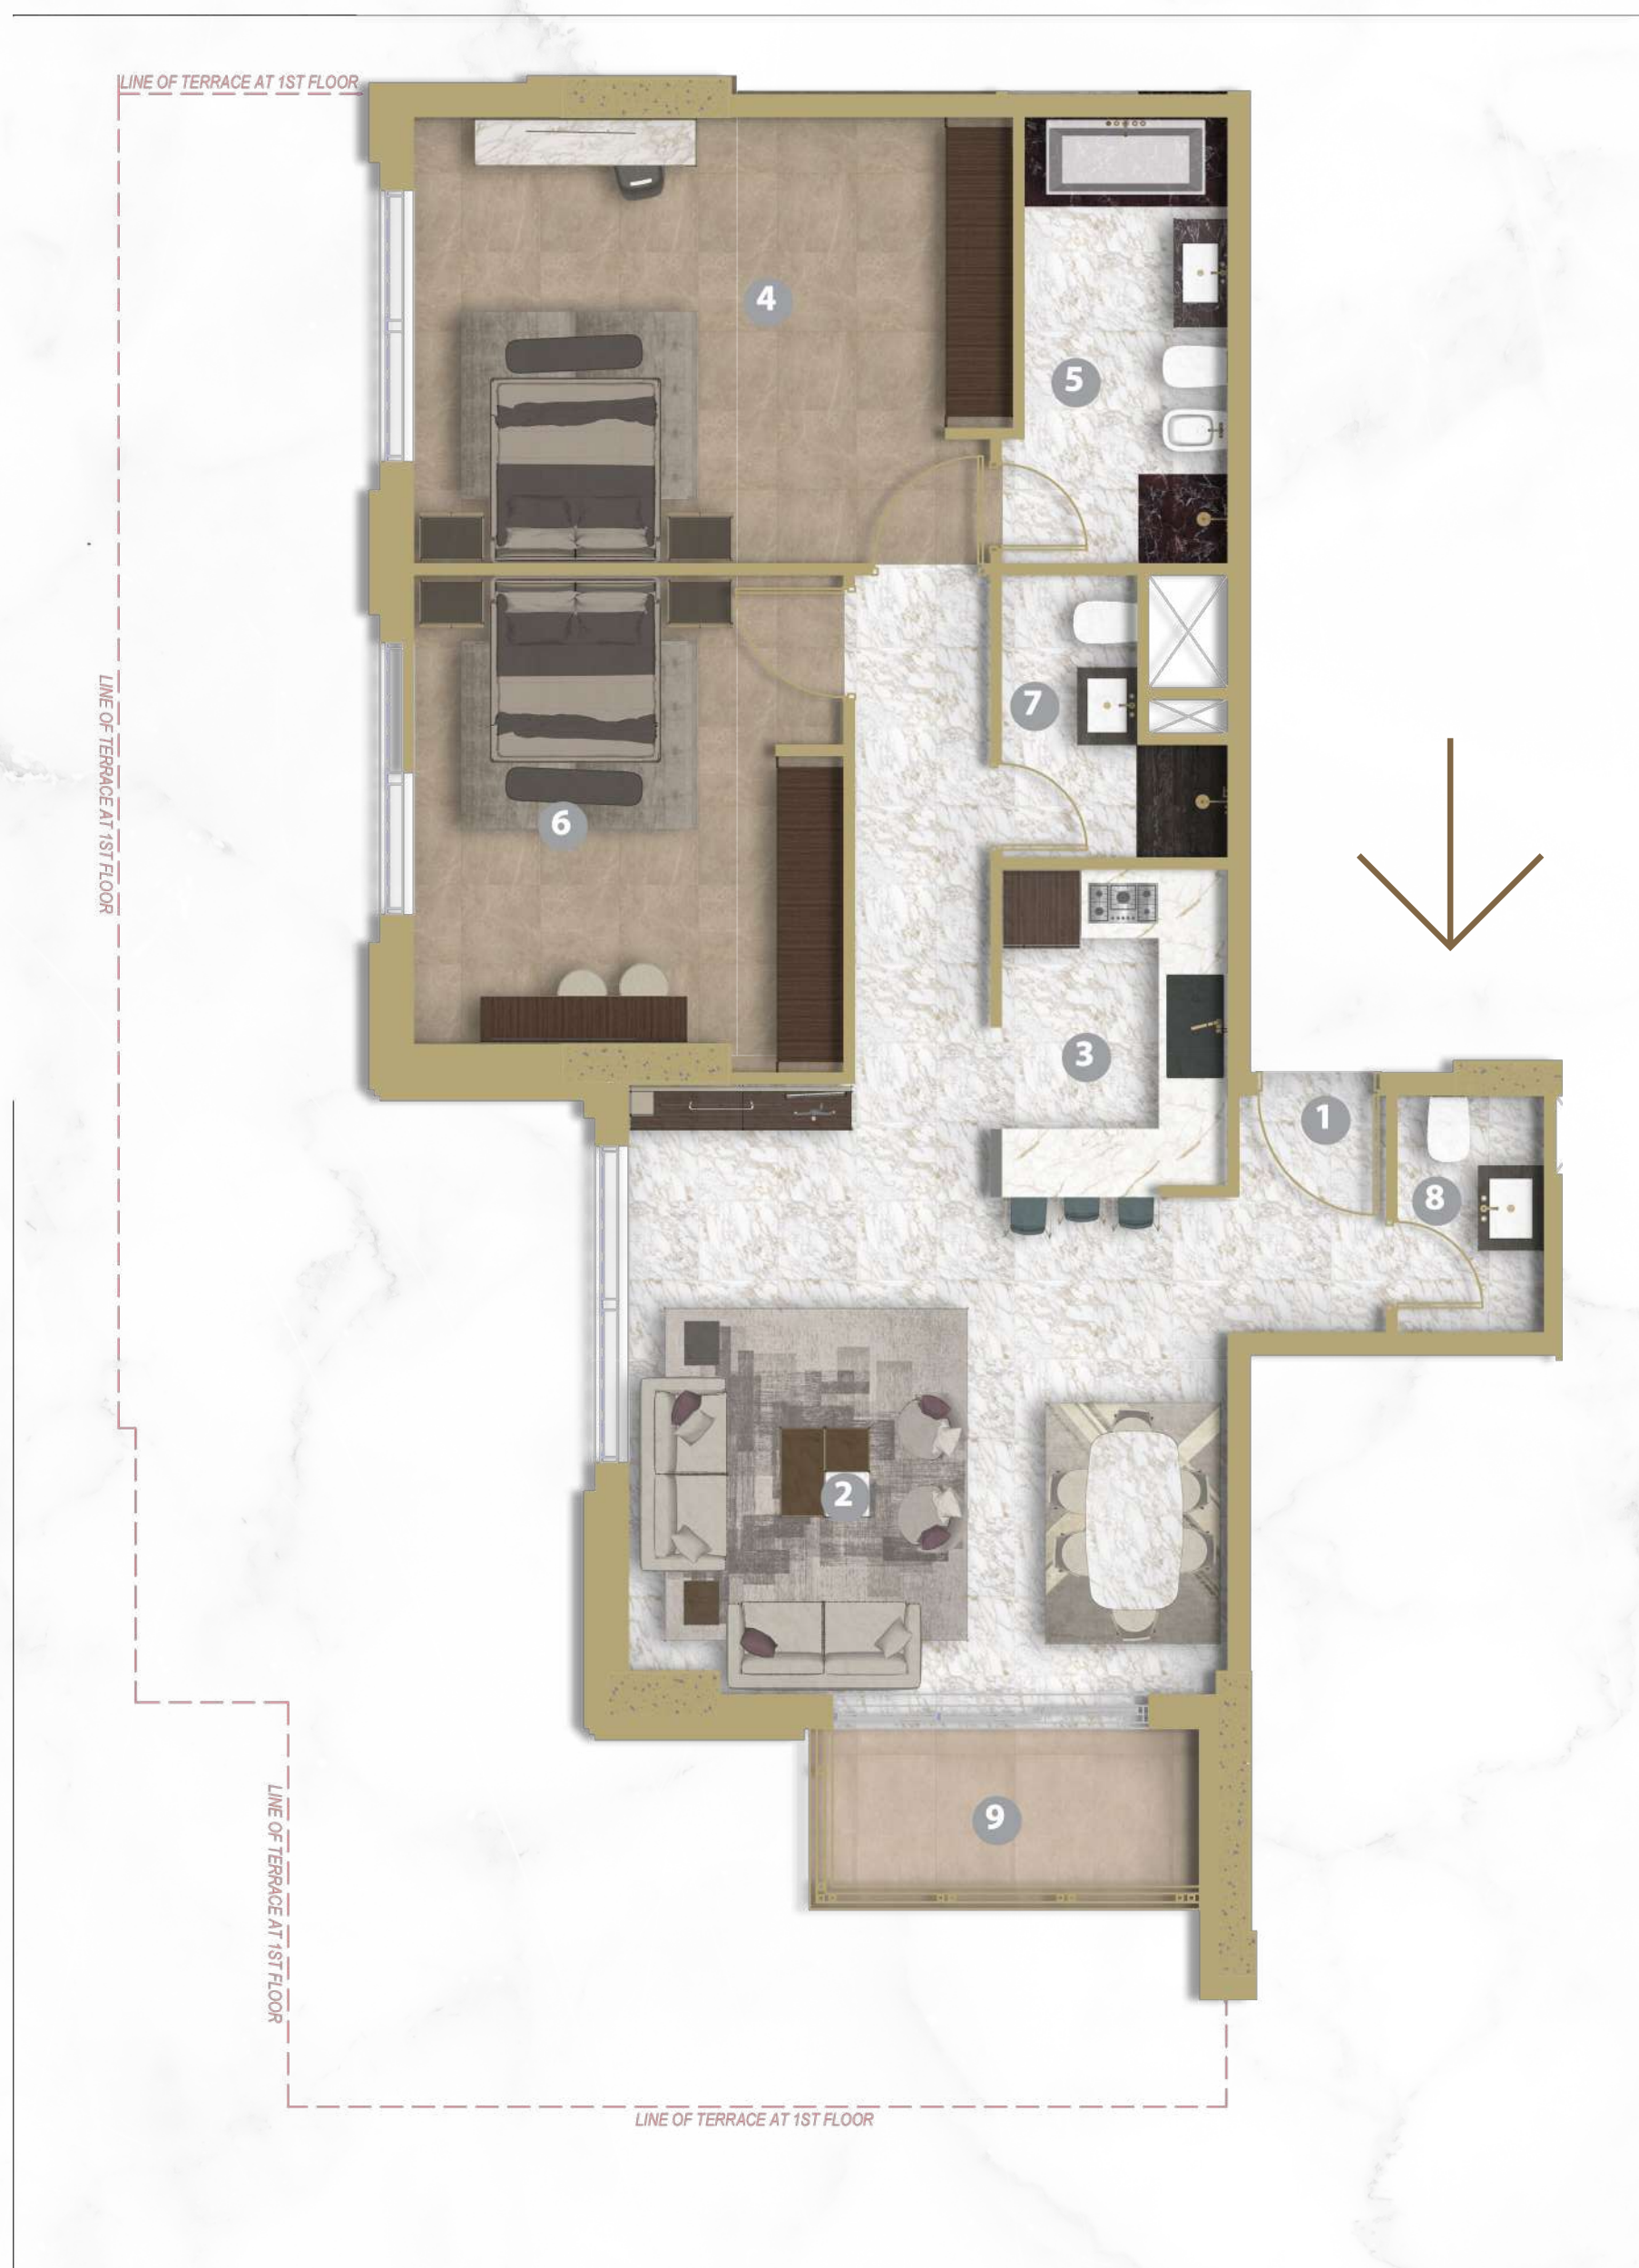 LINE OF TERRACE AT 1ST FLOOR
4
5
LINE OF TERRACE AT 1ST FLOOR
7
6
3
1
8
2
LINE OF TERRACE AT 1ST FLOOR
9
LINE OF TERRACE AT 1ST FLOOR